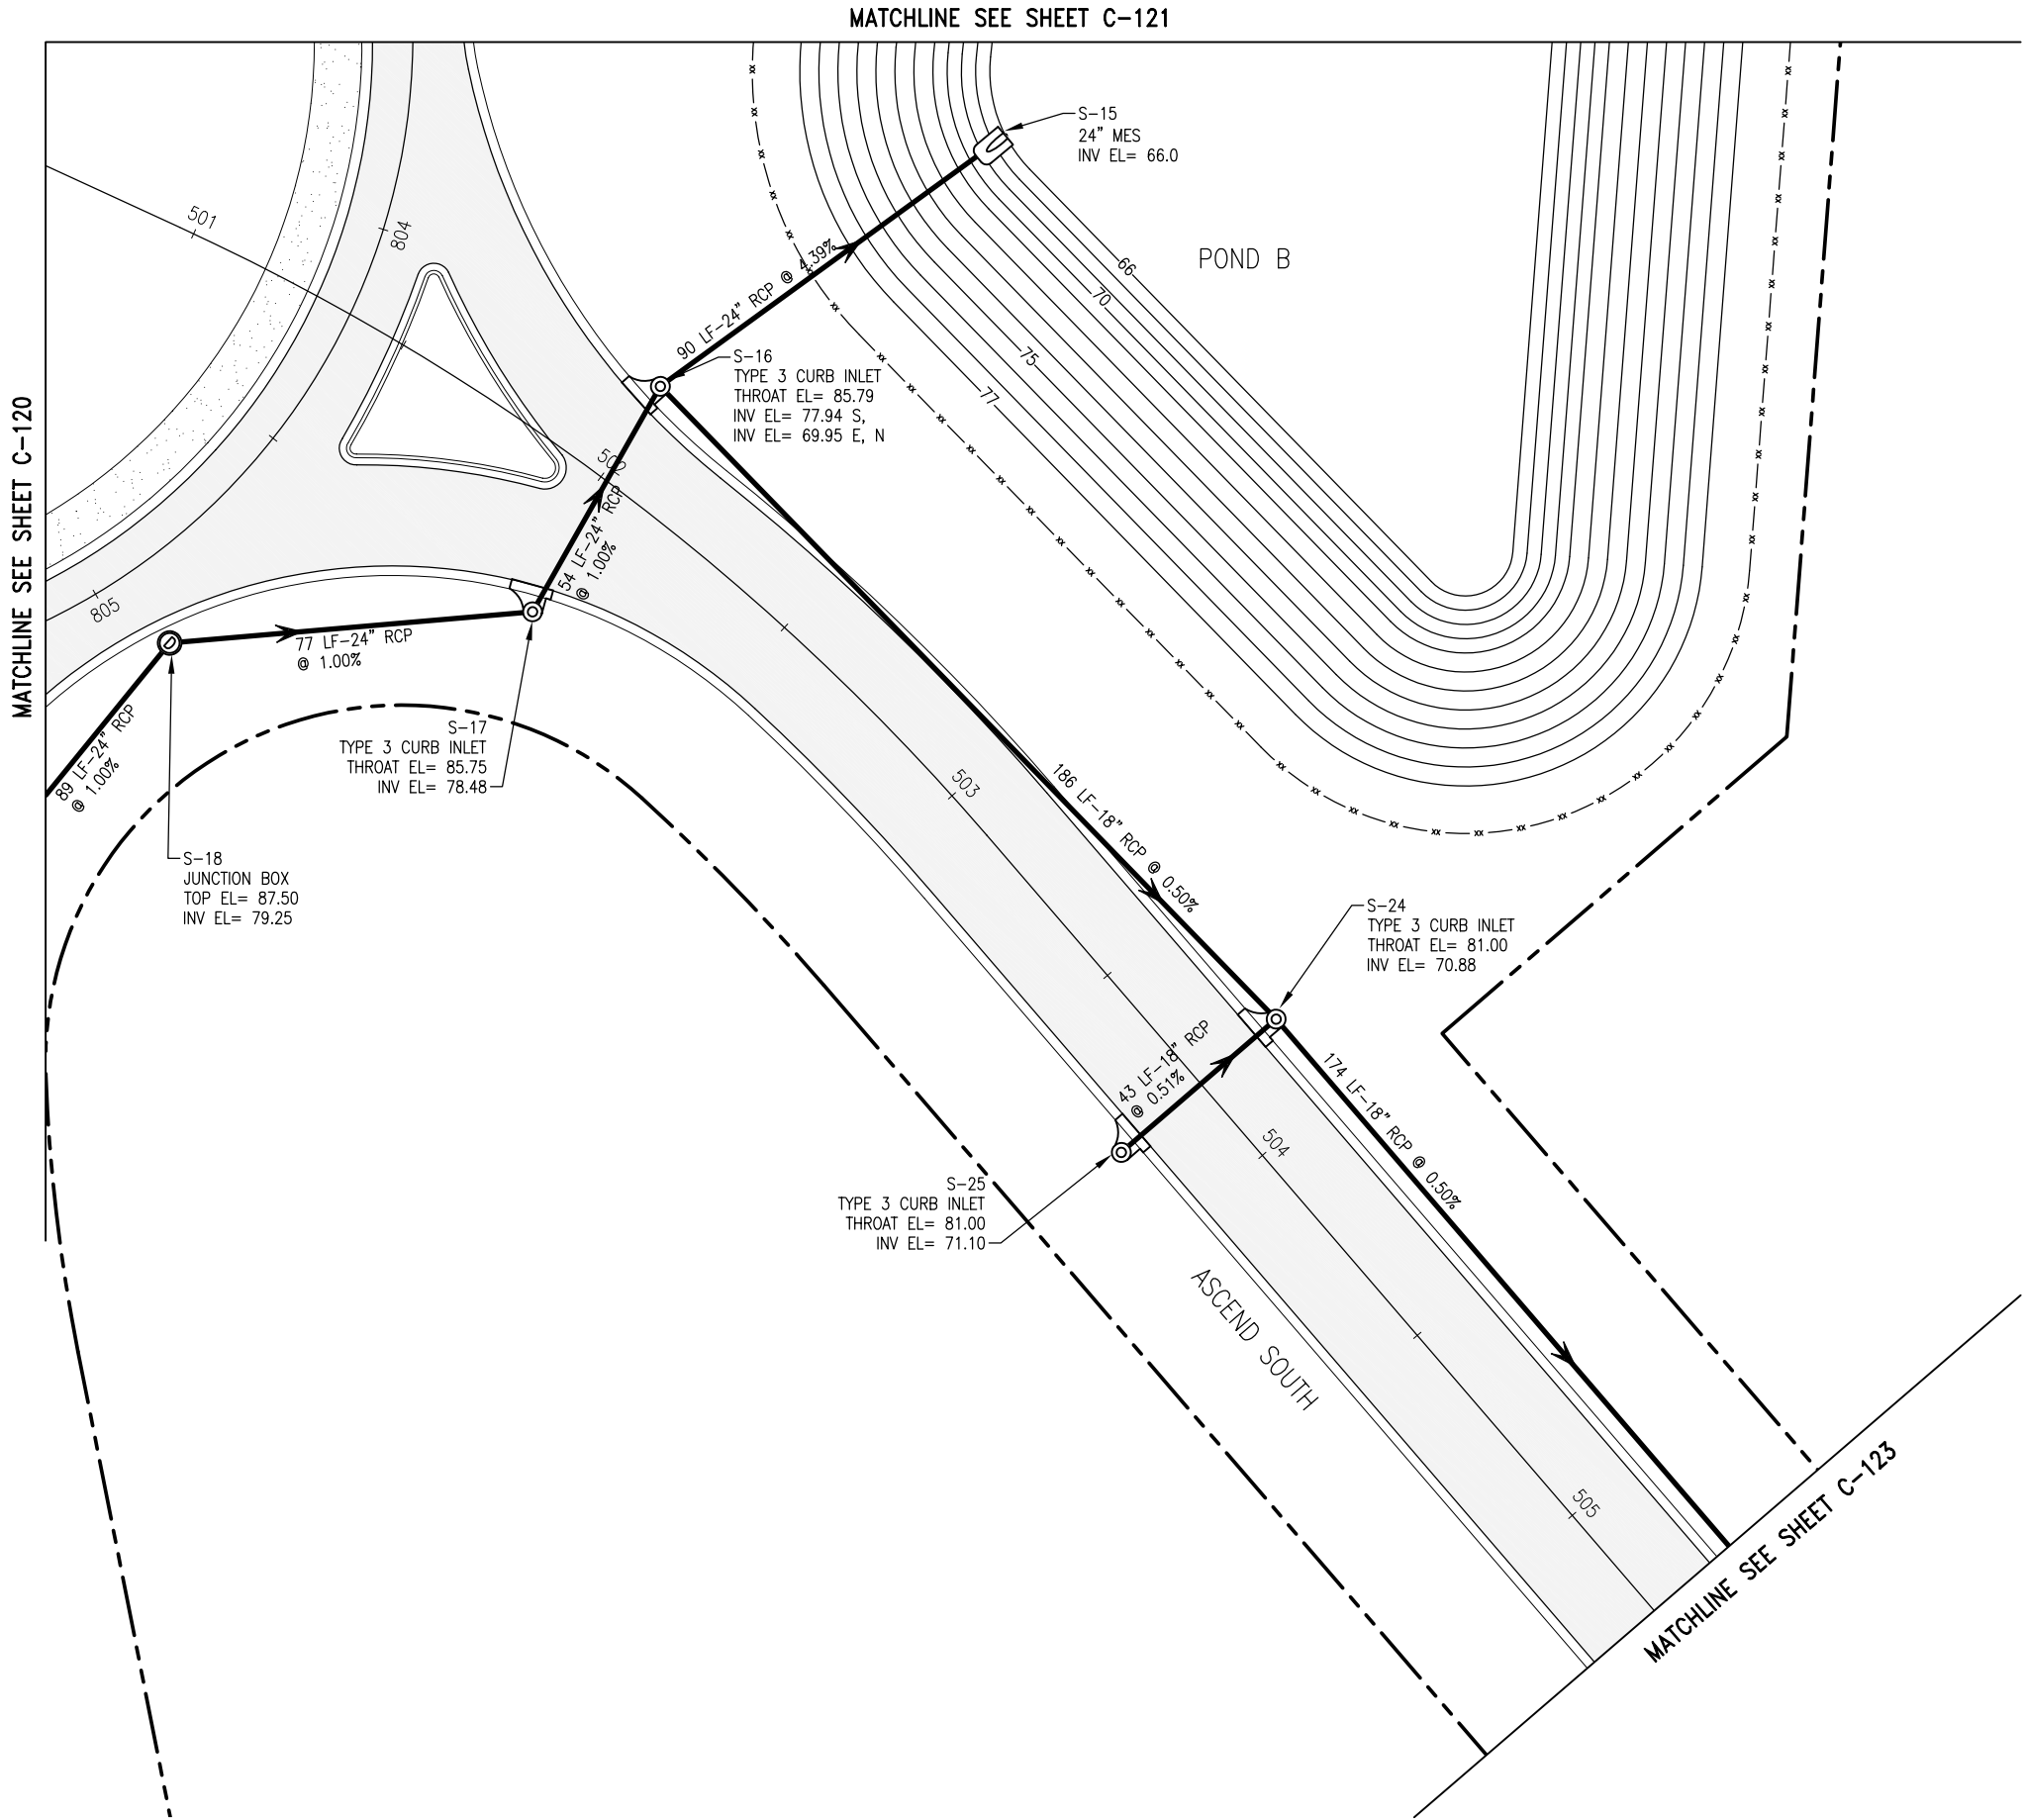 MATCHLINE SEE SHEET C-121
S-15
24" MES
INV EL= 66.0
501
804
POND B
66
70
75
77
90 LF-24" RCP @ 4.39%
S-16
TYPE 3 CURB INLET
THROAT EL= 85.79
INV EL= 77.94 S,
INV EL= 69.95 E, N
MATCHLINE SEE SHEET C-120
502
54 LF-24" RCP
@ 1.00%
805
77 LF-24" RCP
@ 1.00%
89 LF-24" RCP
@ 1.00%
S-17
TYPE 3 CURB INLET
THROAT EL= 85.75
INV EL= 78.48
503
186 LF-18" RCP @ 0.50%
S-18
JUNCTION BOX
TOP EL= 87.50
INV EL= 79.25
S-24
TYPE 3 CURB INLET
THROAT EL= 81.00
INV EL= 70.88
43 LF-18" RCP
@ 0.51%
174 LF-18" RCP @ 0.50%
504
S-25
TYPE 3 CURB INLET
THROAT EL= 81.00
INV EL= 71.10
ASCEND SOUTH
505
MATCHLINE SEE SHEET C-123